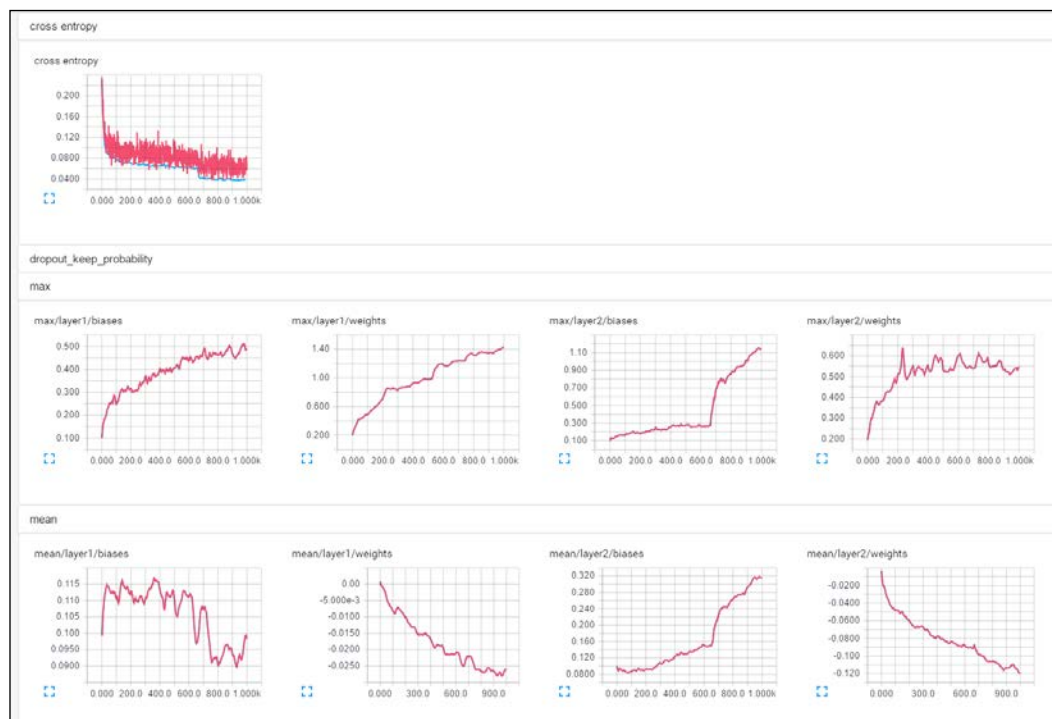 cross entropy
cross entropy
0.200
0.160
0.120
0.0800
0.0400
0.000 200.0 400.0 600.0 800.0 1.000k
dropout_keep_probability
max
max/layer1/biases max/layer1/weights max/layer2/biases max/layer2/weights
0.500 1.40 1.10 0.600
0.400 1.00 0.900 0.500
0.300 0.600 0.700 0.400
0.200 0.200 0.500 0.300
0.100 0.300 0.200
0.100
0.000 200.0 400.0 600.0 800.0 1.000k 0.000 200.0 400.0 600.0 800.0 1.000k 0.000 200.0 400.0 600.0 800.0 1.000k 0.000 200.0 400.0 600.0 800.0 1.000k
mean
mean/layer1/biases mean/layer1/weights mean/layer2/biases mean/layer2/weights
0.115 0.00 0.320 -0.0200
0.110 -5.000e-3 0.280 -0.0400
0.105 -0.0100 0.240 -0.0600
0.100 -0.0150 0.200 -0.0800
0.0950 -0.0200 0.160 -0.100
0.0900 -0.0250 0.120 -0.120
0.0800
0.000 200.0 400.0 600.0 800.0 1.000k 0.000 300.0 600.0 900.0 0.000 200.0 400.0 600.0 800.0 1.000k 0.000 300.0 600.0 900.0